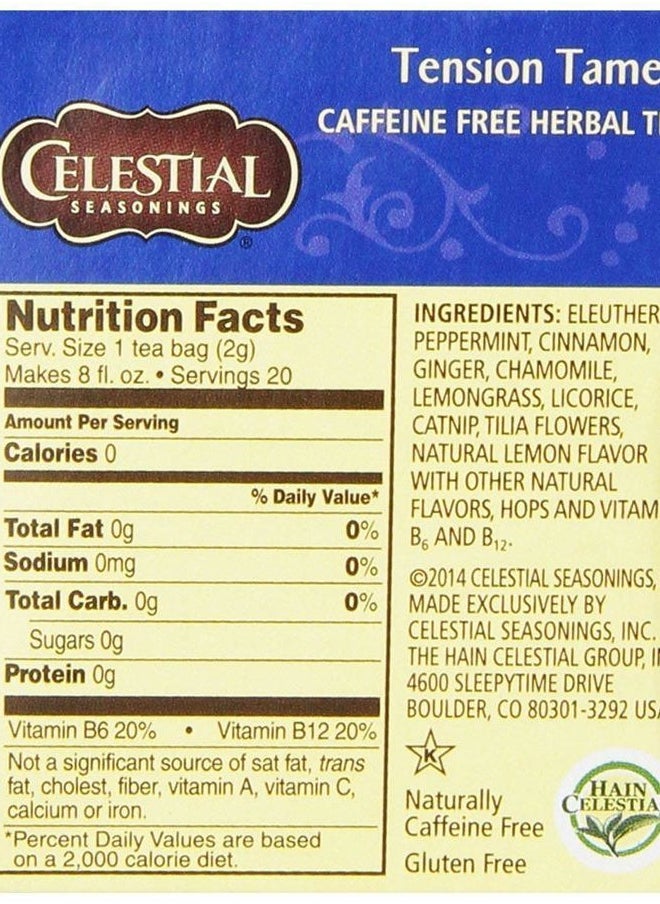 Tension Tame
CAFFEINE FREE HERBAL T
CELESTIAL
SEASONINGS
®
Nutrition Facts
Serv. Size 1 tea bag (2g)
Makes 8 fl. oz. • Servings 20
Amount Per Serving
Calories 0
% Daily Value*
Total Fat 0g 0%
Sodium 0mg 0%
Total Carb. 0g 0%
Sugars 0g
Protein 0g
Vitamin B6 20% • Vitamin B12 20%
Not a significant source of sat fat, trans
fat, cholest, fiber, vitamin A, vitamin C,
calcium or iron.
*Percent Daily Values are based
on a 2,000 calorie diet.
INGREDIENTS: ELEUTHER
PEPPERMINT, CINNAMON,
GINGER, CHAMOMILE,
LEMONGRASS, LICORICE,
CATNIP, TILIA FLOWERS,
NATURAL LEMON FLAVOR
WITH OTHER NATURAL
FLAVORS, HOPS AND VITAM
B6 AND B12.
©2014 CELESTIAL SEASONINGS,
MADE EXCLUSIVELY BY
CELESTIAL SEASONINGS, INC.
THE HAIN CELESTIAL GROUP, IN
4600 SLEEPYTIME DRIVE
BOULDER, CO 80301-3292 USA
K
Naturally
Caffeine Free
Gluten Free
HAIN
CELESTIA